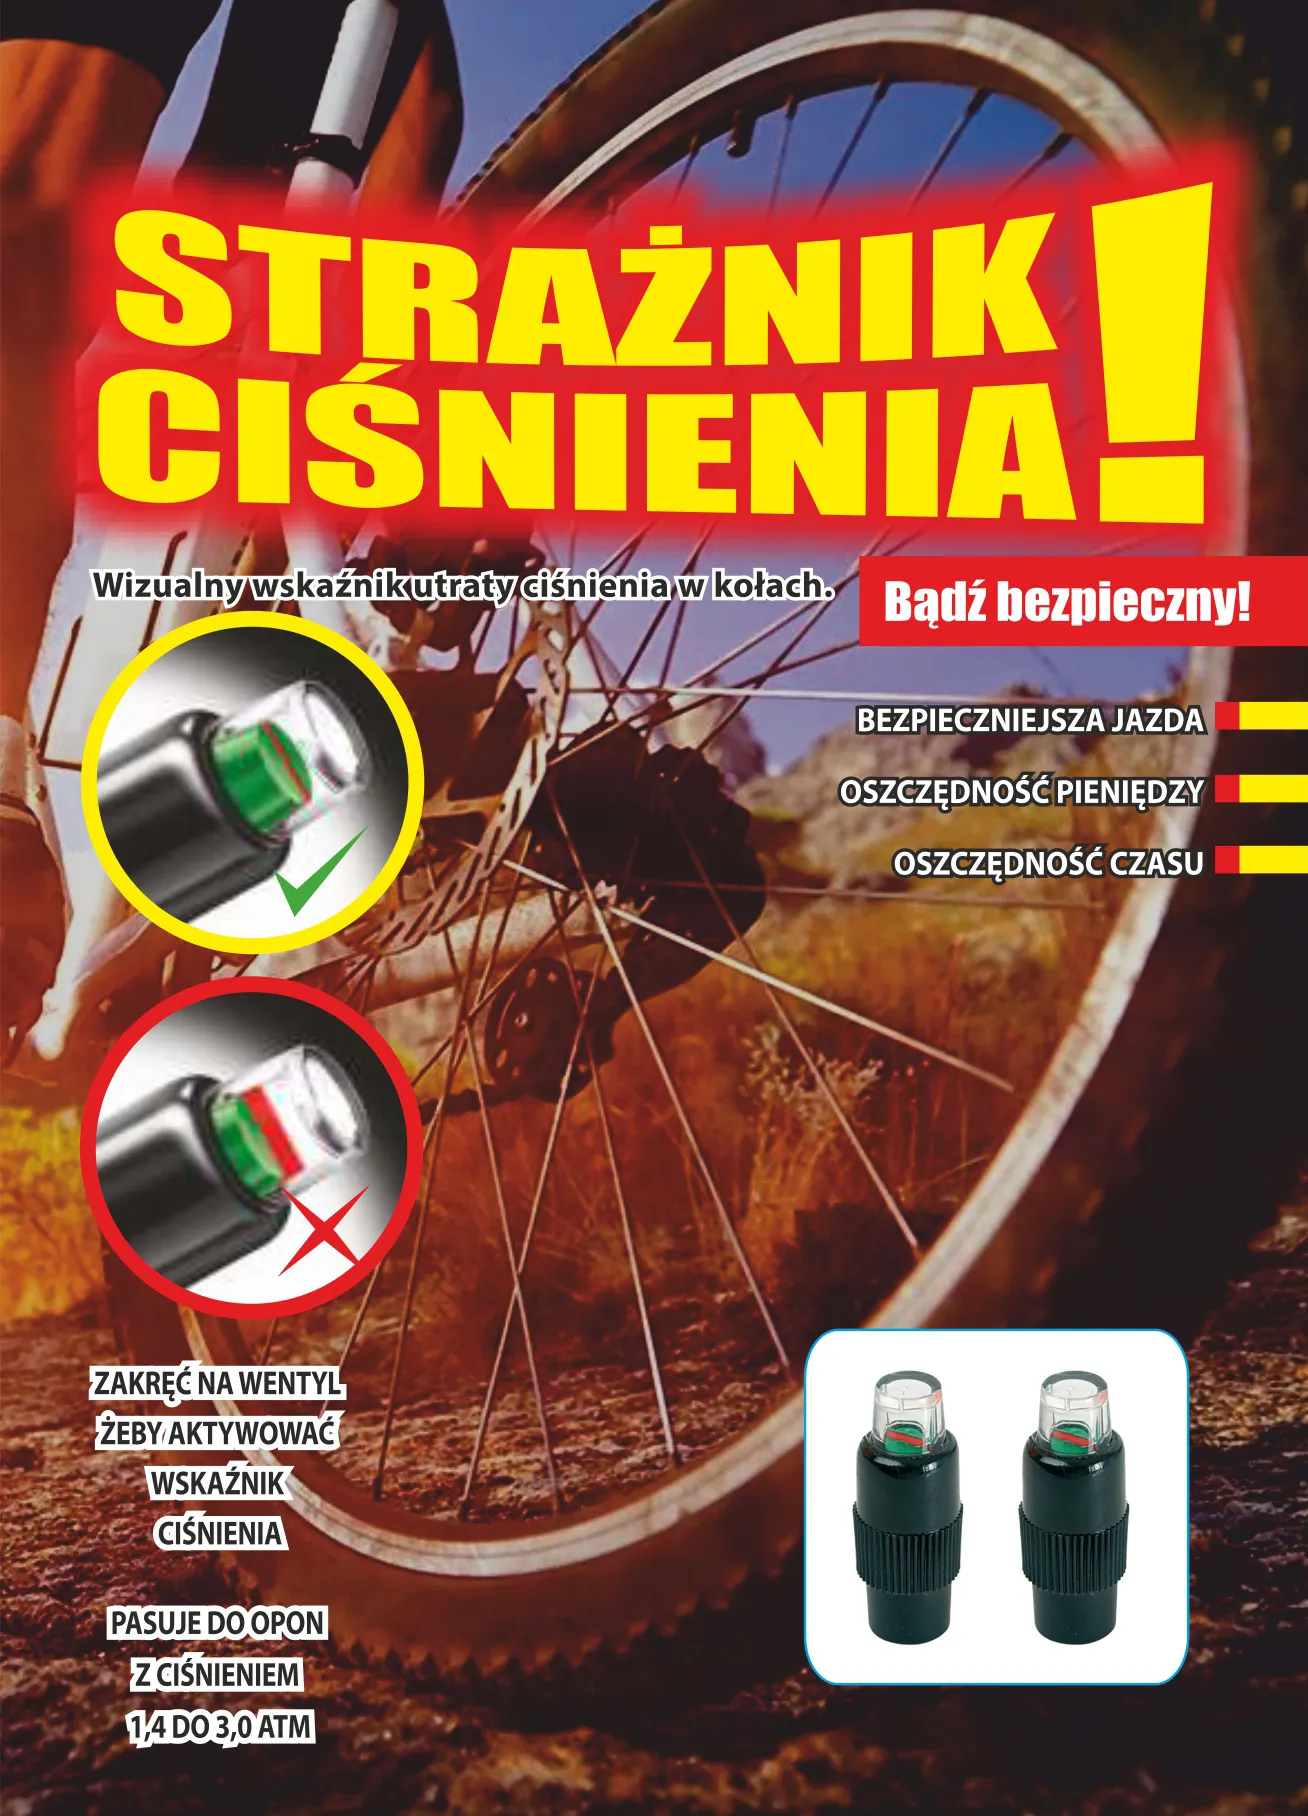 STRAŻNIK
CIŚNIENIA!
Wizualny wskaźnik utraty ciśnienia w kołach.
Bądź bezpieczny!
BEZPIECZNIEJSZA JAZDA
OSZCZĘDNOŚĆ PIENIĘDZY
OSZCZĘDNOŚĆ CZASU
ZAKRĘĆ NA WENTYL
ŻEBY AKTYWOWAĆ
WSKAŹNIK
CIŚNIENIA
PASUJE DO OPON
Z CIŚNIENIEM
1,4 DO 3,0 ATM